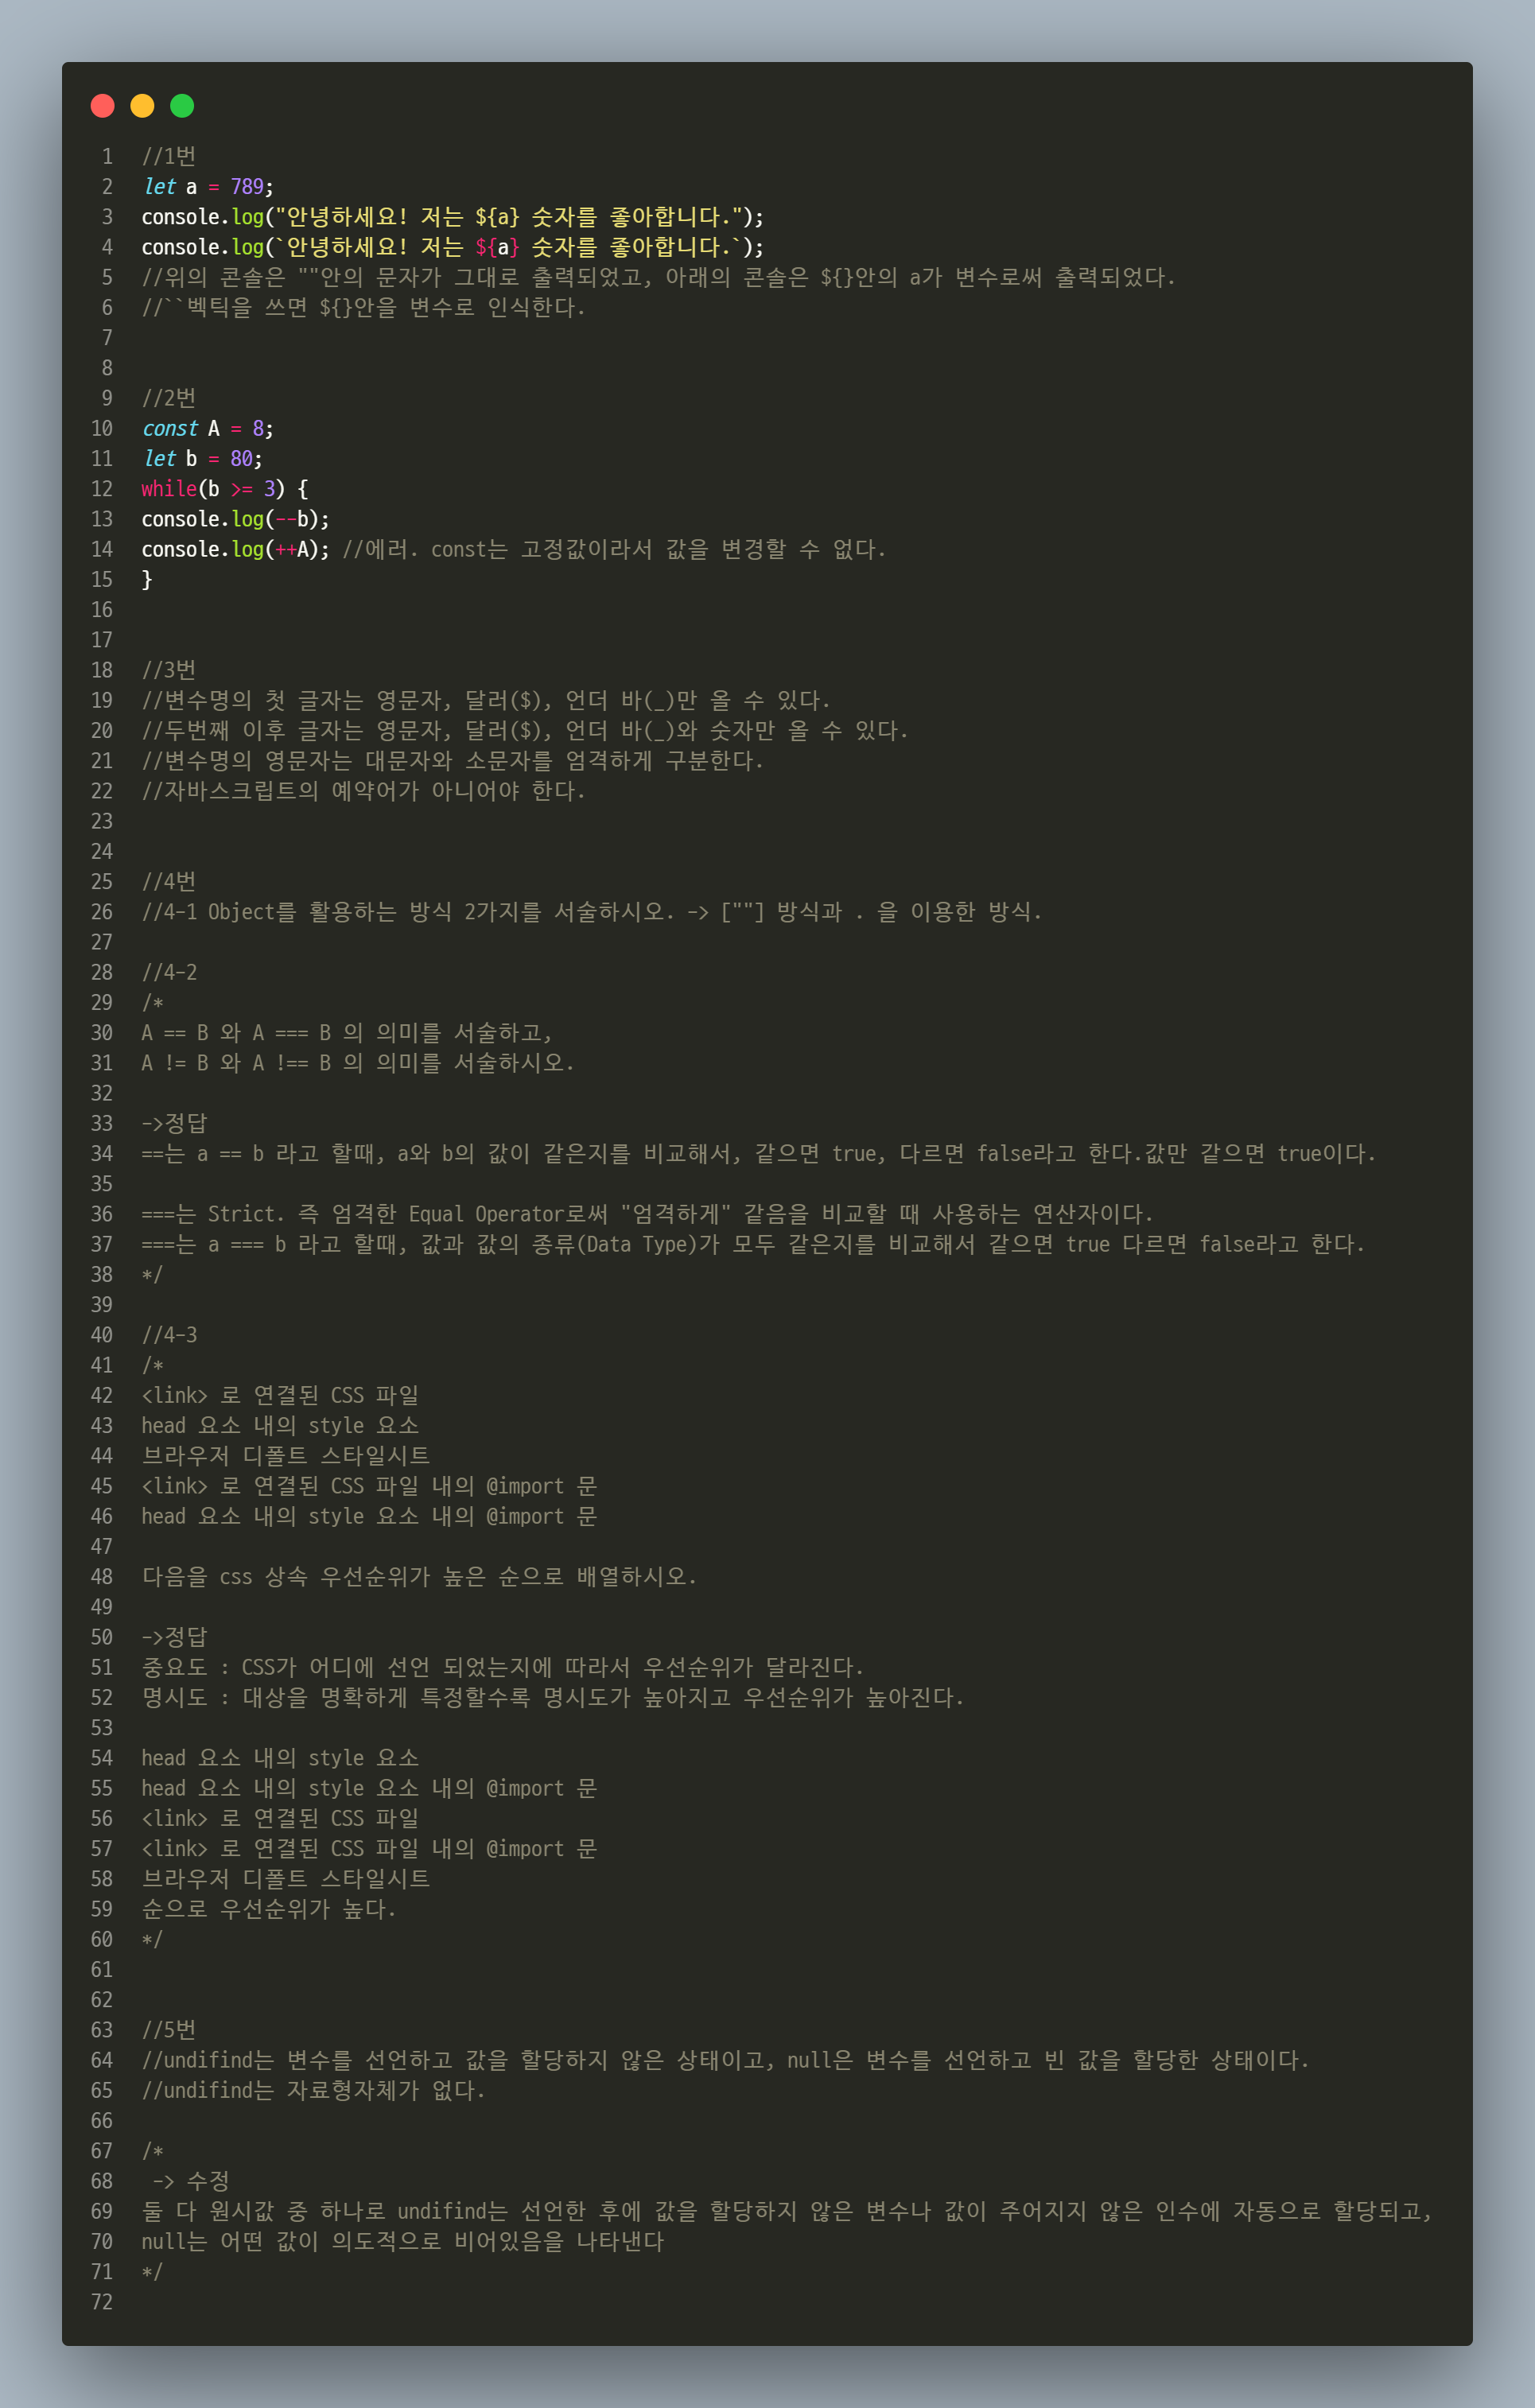 1 //1번
2 let a = 789;
3 console.log("안녕하세요! 저는 ${a} 숫자를 좋아합니다.");
4 console.log(`안녕하세요! 저는 ${a} 숫자를 좋아합니다.`);
5 //위의 콘솔은 ""안의 문자가 그대로 출력되었고, 아래의 콘솔은 ${}안의 a가 변수로써 출력되었다.
6 //``벡틱을 쓰면 ${}안을 변수로 인식한다.
7
8
9 //2번
10 const A = 8;
11 let b = 80;
12 while(b >= 3) {
13 console.log(--b);
14 console.log(++A); //에러. const는 고정값이라서 값을 변경할 수 없다.
15 }
16
17
18 //3번
19 //변수명의 첫 글자는 영문자, 달러($), 언더 바(_)만 올 수 있다.
20 //두번째 이후 글자는 영문자, 달러($), 언더 바(_)와 숫자만 올 수 있다.
21 //변수명의 영문자는 대문자와 소문자를 엄격하게 구분한다.
22 //자바스크립트의 예약어가 아니어야 한다.
23
24
25 //4번
26 //4-1 Object를 활용하는 방식 2가지를 서술하시오. -> [""] 방식과 . 을 이용한 방식.
27
28 //4-2
29 /*
30 A == B 와 A === B 의 의미를 서술하고,
31 A != B 와 A !== B 의 의미를 서술하시오.
32
33 ->정답
34 ==는 a == b 라고 할때, a와 b의 값이 같은지를 비교해서, 같으면 true, 다르면 false라고 한다.값만 같으면 true이다.
35
36 ===는 Strict. 즉 엄격한 Equal Operator로써 "엄격하게" 같음을 비교할 때 사용하는 연산자이다.
37 ===는 a === b 라고 할때, 값과 값의 종류(Data Type)가 모두 같은지를 비교해서 같으면 true 다르면 false라고 한다.
38 */
39
40 //4-3
41 /*
42 <link> 로 연결된 CSS 파일
43 head 요소 내의 style 요소
44 브라우저 디폴트 스타일시트
45 <link> 로 연결된 CSS 파일 내의 @import 문
46 head 요소 내의 style 요소 내의 @import 문
47
48 다음을 css 상속 우선순위가 높은 순으로 배열하시오.
49
50 ->정답
51 중요도 : CSS가 어디에 선언 되었는지에 따라서 우선순위가 달라진다.
52 명시도 : 대상을 명확하게 특정할수록 명시도가 높아지고 우선순위가 높아진다.
53
54 head 요소 내의 style 요소
55 head 요소 내의 style 요소 내의 @import 문
56 <link> 로 연결된 CSS 파일
57 <link> 로 연결된 CSS 파일 내의 @import 문
58 브라우저 디폴트 스타일시트
59 순으로 우선순위가 높다.
60 */
61
62
63 //5번
64 //undifind는 변수를 선언하고 값을 할당하지 않은 상태이고, null은 변수를 선언하고 빈 값을 할당한 상태이다.
65 //undifind는 자료형자체가 없다.
66
67 /*
68 -> 수정
69 둘 다 원시값 중 하나로 undifind는 선언한 후에 값을 할당하지 않은 변수나 값이 주어지지 않은 인수에 자동으로 할당되고,
70 null는 어떤 값이 의도적으로 비어있음을 나타낸다
71 */
72